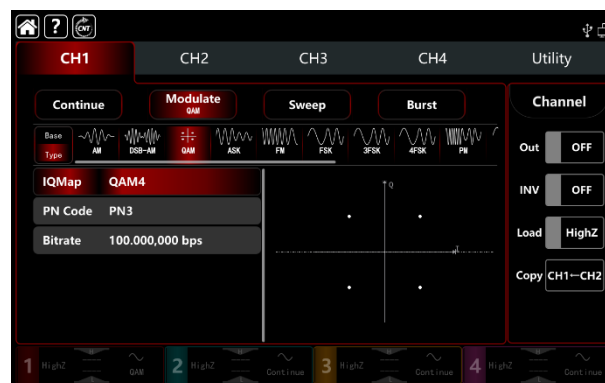 ? CNT
CH1 CH2 CH3 CH4 Utility
Continue Modulate QAM Sweep Burst Channel
Base Type AM DSB-AM QAM ASK FM FSK 3FSK 4FSK PM
Out OFF
IQMap QAM4
INV OFF
PN Code PN3
Bitrate 100.000,000 bps
Q
I
Load HighZ
Copy CH1←CH2
1 HighZ QAM 2 HighZ Continue 3 HighZ Continue 4 HighZ Continue